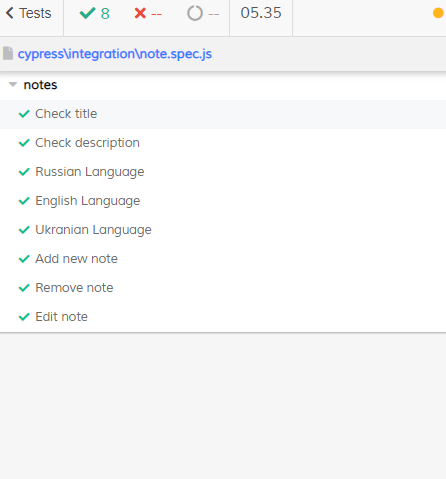 Tests 8 -- -- 05.35
cypress\integration\note.spec.js
notes
Check title
Check description
Russian Language
English Language
Ukranian Language
Add new note
Remove note
Edit note